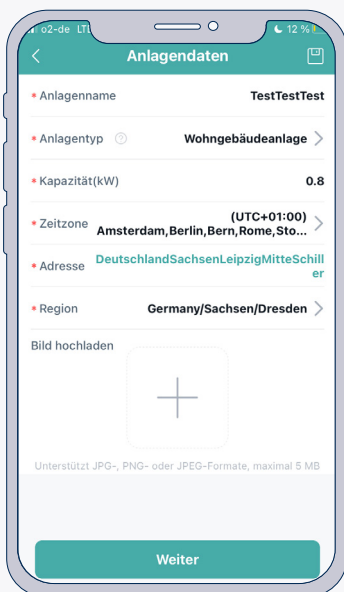 o2-de LTE 12 %
Anlagendaten
* Anlagenname TestTestTest
* Anlagentyp ? Wohngebäudeanlage
* Kapazität(kW) 0.8
* Zeitzone (UTC+01:00)
Amsterdam,Berlin,Bern,Rome,Sto...
* Adresse DeutschlandSachsenLeipzigMitteSchill
er
* Region Germany/Sachsen/Dresden
Bild hochladen
Unterstützt JPG-, PNG- oder JPEG-Formate, maximal 5 MB
Weiter